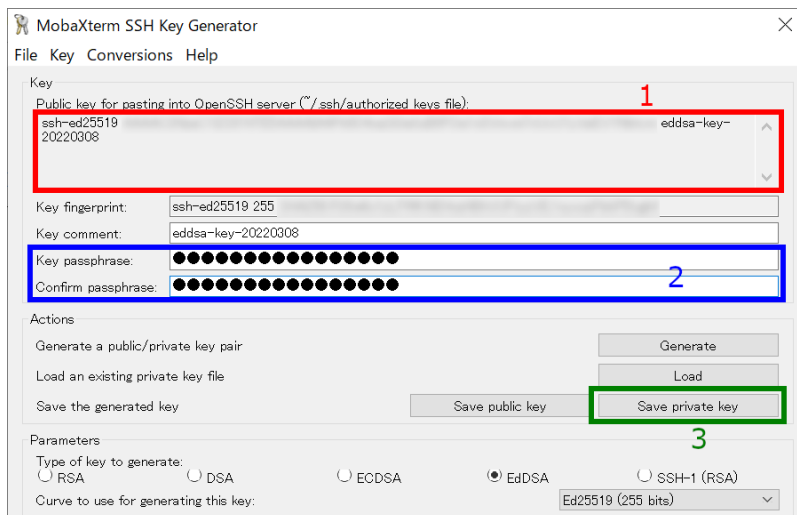 MobaXterm SSH Key Generator
File Key Conversions Help
Key
Public key for pasting into OpenSSH server (~/.ssh/authorized keys file):
1
ssh-ed25519 eddsa-key-
20220308
Key fingerprint: ssh-ed25519 255
Key comment: eddsa-key-20220308
Key passphrase: ●●●●●●●●●●●●●●●●
2
Confirm passphrase: ●●●●●●●●●●●●●●●●
Actions
Generate a public/private key pair Generate
Load an existing private key file Load
Save the generated key Save public key Save private key
3
Parameters
Type of key to generate:
RSA DSA ECDSA EdDSA SSH-1 (RSA)
Curve to use for generating this key: Ed25519 (255 bits)